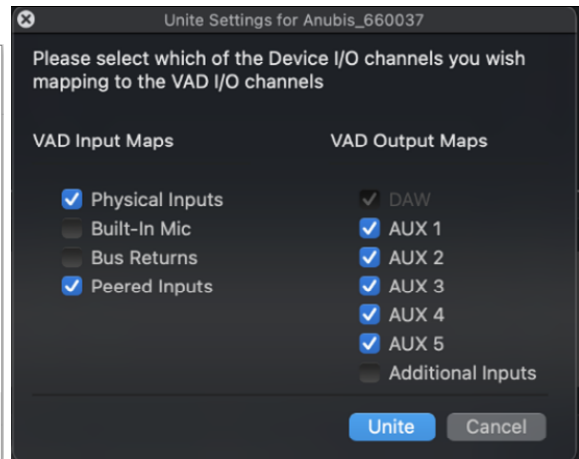 Unite Settings for Anubis_660037
Please select which of the Device I/O channels you wish
mapping to the VAD I/O channels
VAD Input Maps
Physical Inputs
Built-In Mic
Bus Returns
Peered Inputs
VAD Output Maps
DAW
AUX 1
AUX 2
AUX 3
AUX 4
AUX 5
Additional Inputs
Unite
Cancel